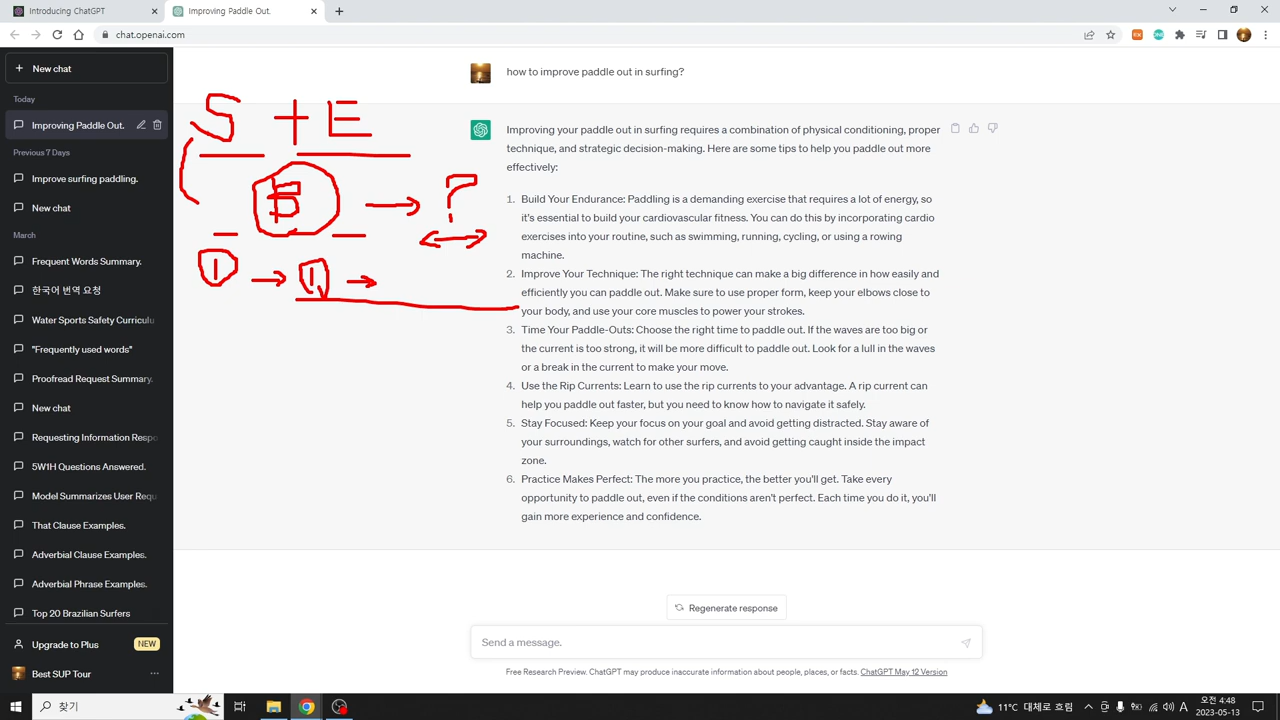 Introducing ChatGPT
Improving Paddle Out.
chat.openai.com
New chat
Today
Improving Paddle Out.
Previous 7 Days
Improve surfing paddling.
New chat
March
Frequent Words Summary.
한국어 번역 요청
Water Sports Safety Curriculu
"Frequently used words"
Proofread Request Summary.
New chat
Requesting Information Respo
5W1H Questions Answered.
Model Summarizes User Requ
That Clause Examples.
Adverbial Clause Examples.
Adverb Phrase Examples.
Top 20 Brazilian Surfers
Upgrade to Plus
NEW
Best SUP Tour
S + E
→ ?
1 → 1 →
how to improve paddle out in surfing?
Improving your paddle out in surfing requires a combination of physical conditioning, proper
technique, and strategic decision-making. Here are some tips to help you paddle out more
effectively:
1. Build Your Endurance: Paddling is a demanding exercise that requires a lot of energy, so
it's essential to build your cardiovascular fitness. You can do this by incorporating cardio
exercises into your routine, such as swimming, running, cycling, or using a rowing
machine.
2. Improve Your Technique: The right technique can make a big difference in how easily and
efficiently you can paddle out. Make sure to use proper form, keep your elbows close to
your body, and use your core muscles to power your strokes.
3. Time Your Paddle-Outs: Choose the right time to paddle out. If the waves are too big or
the current is too strong, it will be more difficult to paddle out. Look for a lull in the waves
or a break in the current to make your move.
4. Use the Rip Currents: Learn to use the rip currents to your advantage. A rip current can
help you paddle out faster, but you need to know how to navigate it safely.
5. Stay Focused: Keep your focus on your goal and avoid getting distracted. Stay aware of
your surroundings, watch for other surfers, and avoid getting caught inside the impact
zone.
6. Practice Makes Perfect: The more you practice, the better you'll get. Take every
opportunity to paddle out, even if the conditions aren't perfect. Each time you do it, you'll
gain more experience and confidence.
Regenerate response
Send a message.
Free Research Preview. ChatGPT may produce inaccurate information about people, places, or facts. ChatGPT May 12 Version
찾기
11°C 대체로 흐림
A
오전 4:48
2023-05-13